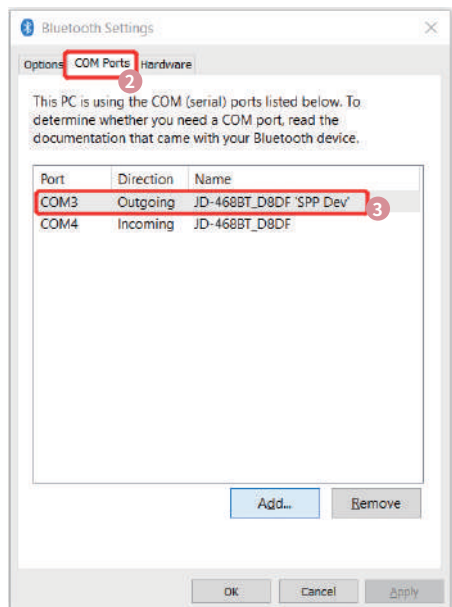 Bluetooth Settings
Options COM Ports Hardware
2
This PC is using the COM (serial) ports listed below. To
determine whether you need a COM port, read the
documentation that came with your Bluetooth device.
Port Direction Name
COM3 Outgoing JD-468BT_D8DF 'SPP Dev'
3
COM4 Incoming JD-468BT_D8DF
Add... Remove
OK Cancel Apply